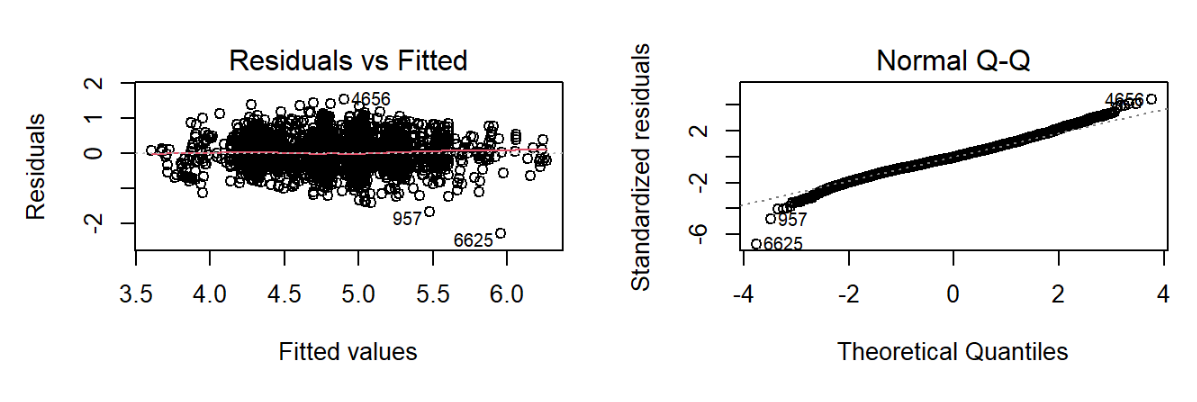 Residuals vs Fitted
Residuals
2
1
0
-2
4656
957
6625
3.5 4.0 4.5 5.0 5.5 6.0
Fitted values
Normal Q-Q
Standardized residuals
2
-2
-6
4656
957
6625
-4 -2 0 2 4
Theoretical Quantiles